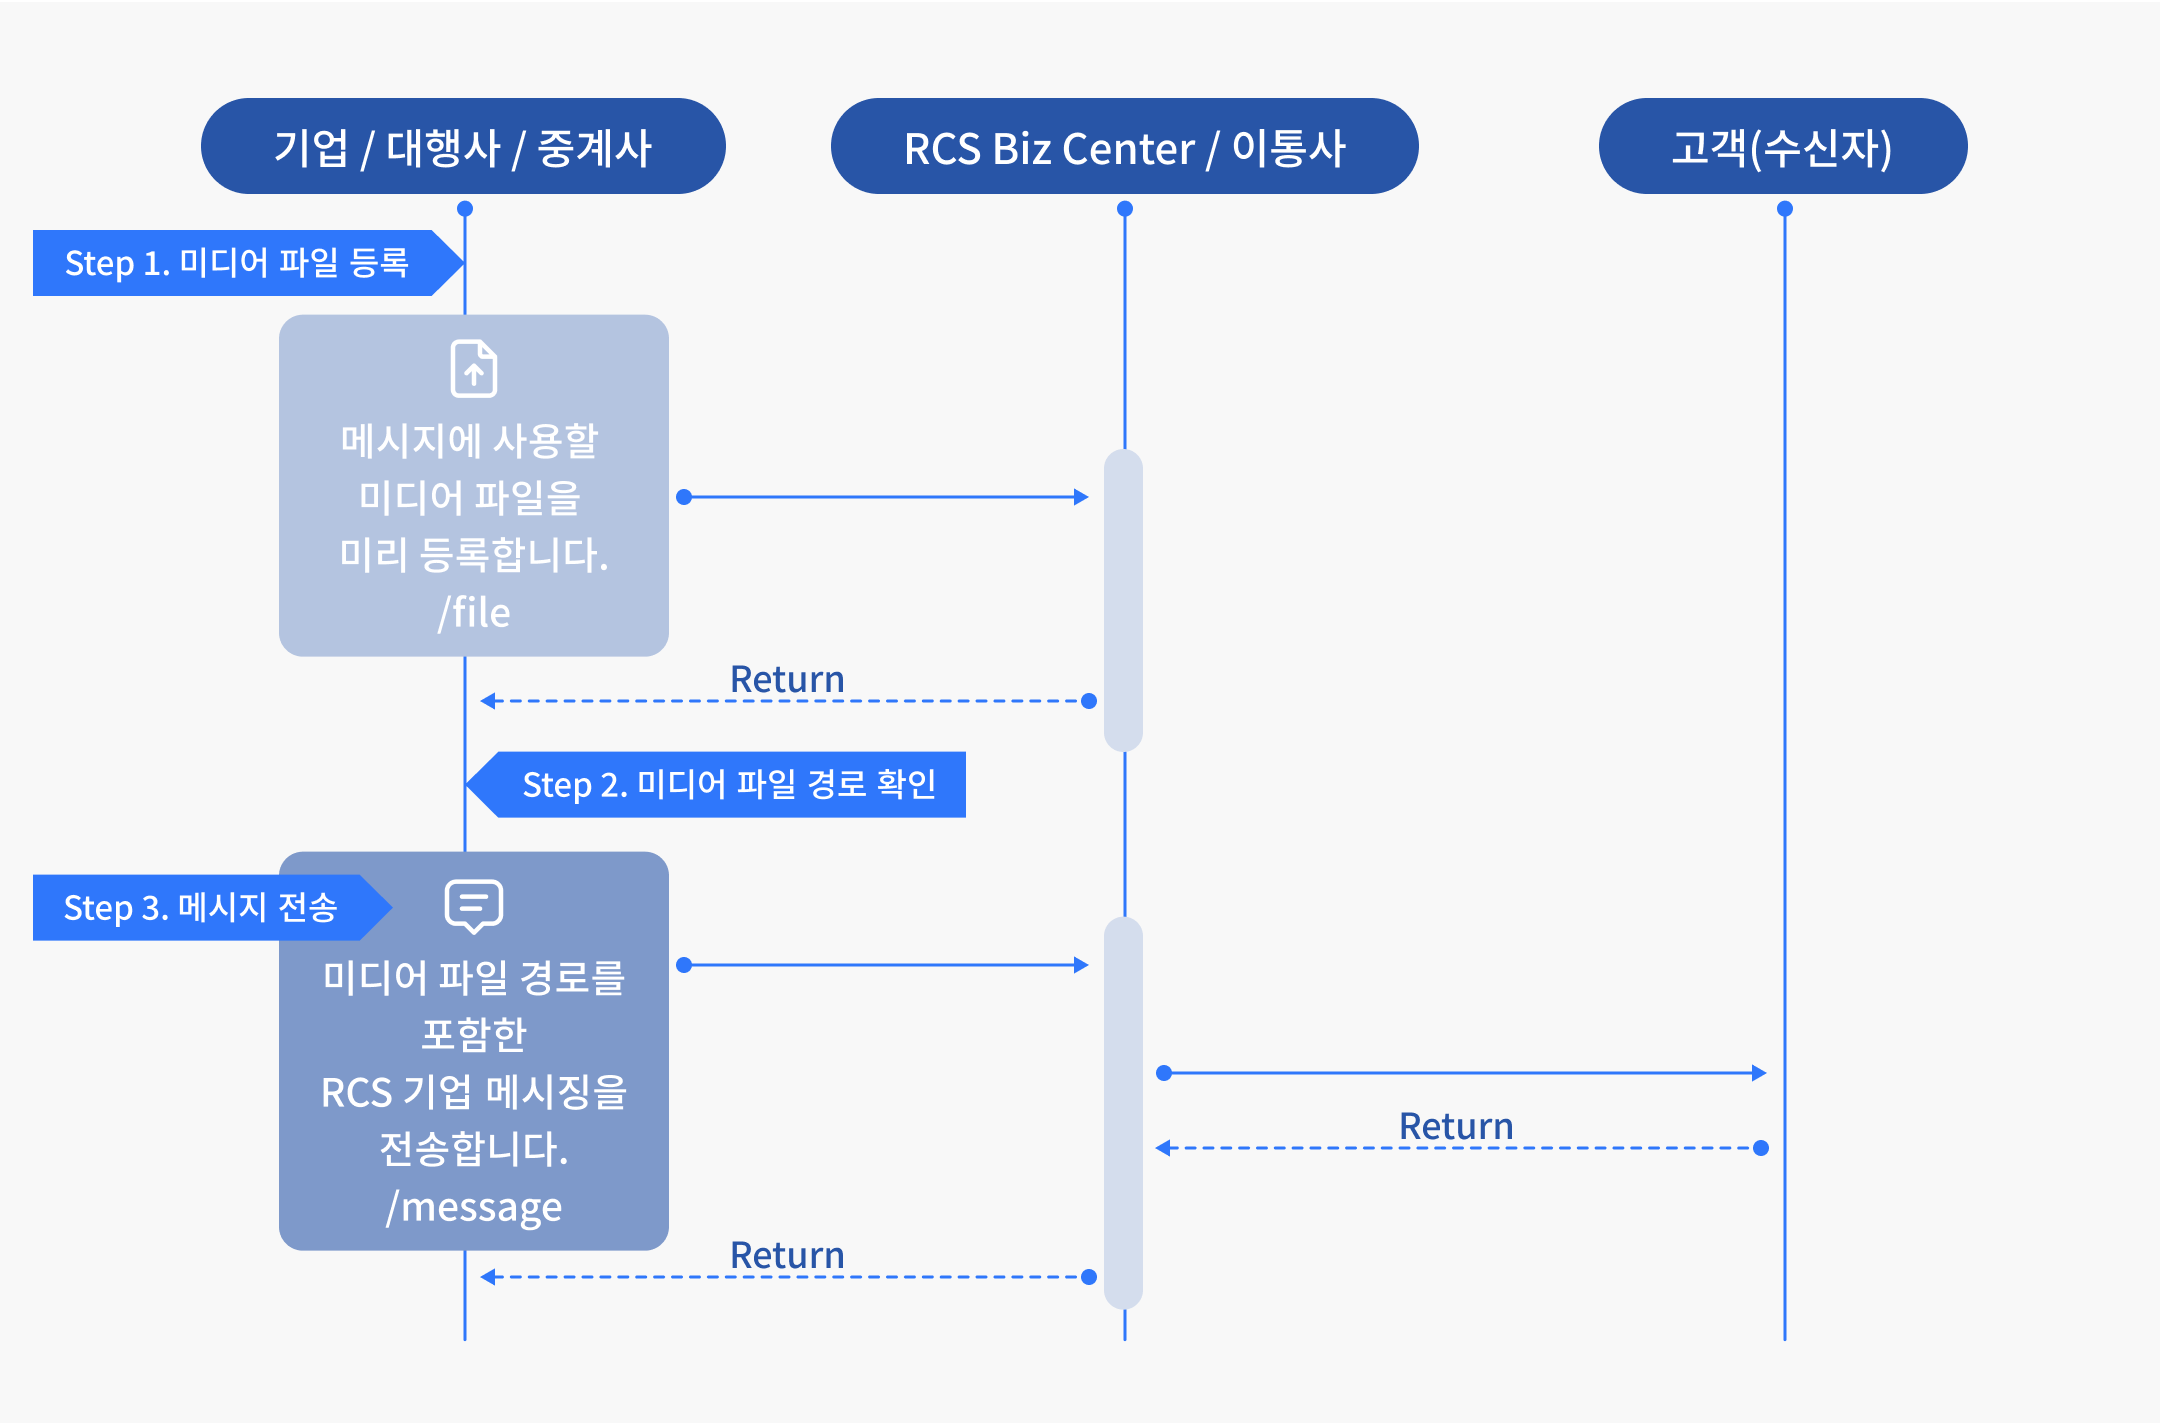 기업 / 대행사 / 중계사
RCS Biz Center / 이통사
고객(수신자)
Step 1. 미디어 파일 등록
메시지에 사용할
미디어 파일을
미리 등록합니다.
/file
Return
Step 2. 미디어 파일 경로 확인
Step 3. 메시지 전송
미디어 파일 경로를
포함한
RCS 기업 메시징을
전송합니다.
/message
Return
Return